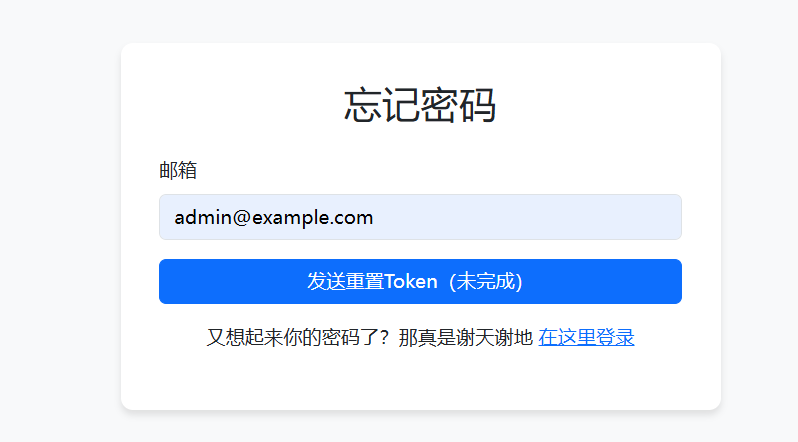 忘记密码
邮箱
admin@example.com
发送重置Token（未完成）
又想起来你的密码了？那真是谢天谢地 在这里登录